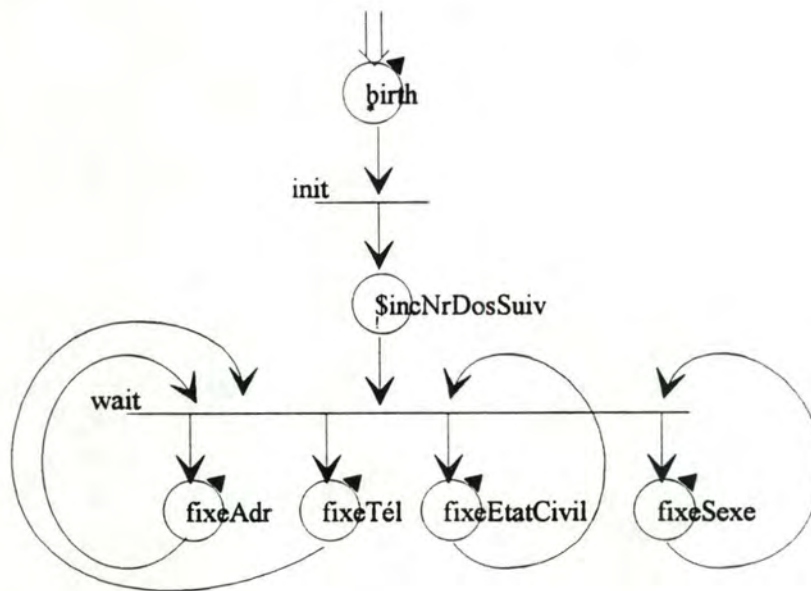 birth
init
$incNrDosSuiv
wait
fixeAdr
fixeTél
fixeEtatCivil
fixeSexe